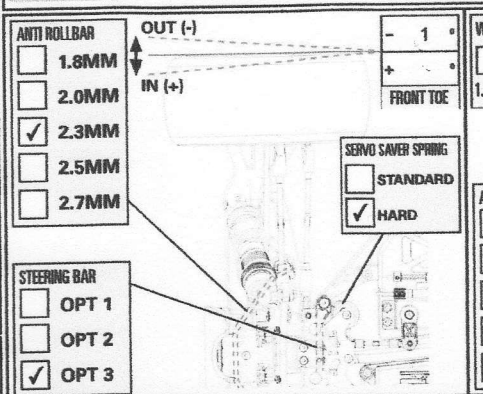 ANTI ROLLBAR
1.8MM
2.0MM
✓ 2.3MM
2.5MM
2.7MM
OUT (-)
IN (+)
- 1 °
+ °
FRONT TOE
SERVO SAVER SPRING
STANDARD
✓ HARD
STEERING BAR
OPT 1
OPT 2
✓ OPT 3
W
1.
A